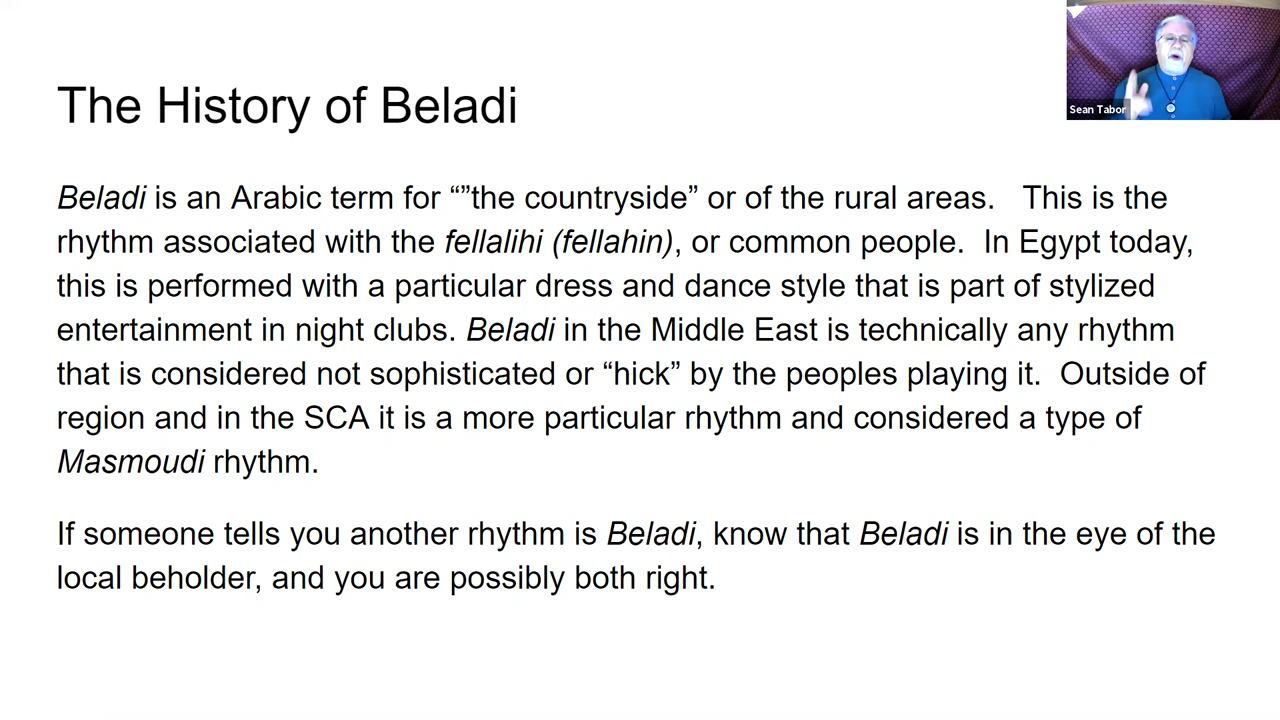 The History of Beladi
Sean Tabor
Beladi is an Arabic term for “”the countryside” or of the rural areas.   This is the
rhythm associated with the fellalihi (fellahin), or common people.  In Egypt today,
this is performed with a particular dress and dance style that is part of stylized
entertainment in night clubs. Beladi in the Middle East is technically any rhythm
that is considered not sophisticated or “hick” by the peoples playing it.  Outside of
region and in the SCA it is a more particular rhythm and considered a type of
Masmoudi rhythm.
If someone tells you another rhythm is Beladi, know that Beladi is in the eye of the
local beholder, and you are possibly both right.